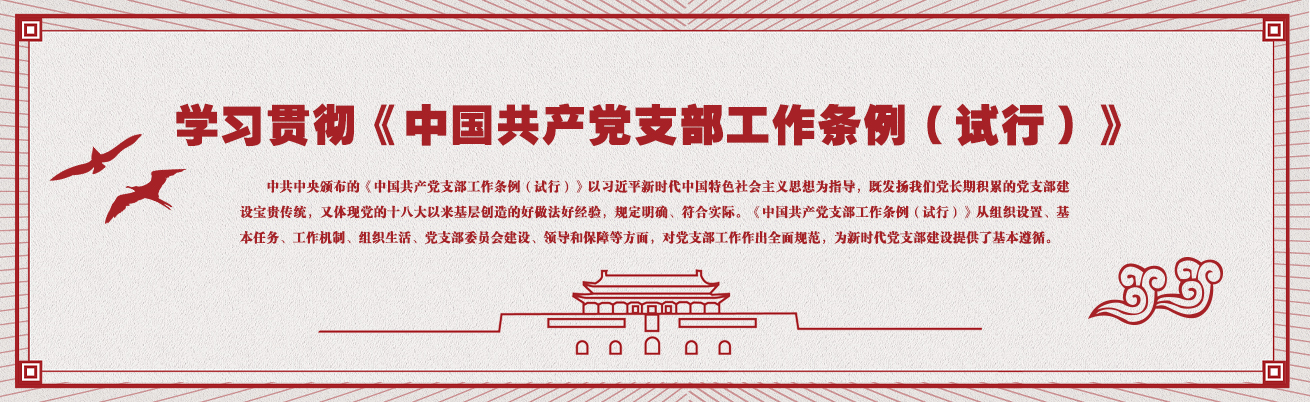 学习贯彻《中国共产党支部工作条例（试行）》
中共中央颁布的《中国共产党支部工作条例（试行）》以习近平新时代中国特色社会主义思想为指导，既发扬我们党长期积累的党支部建
设宝贵传统，又体现党的十八大以来基层创造的好做法好经验，规定明确、符合实际。《中国共产党支部工作条例（试行）》从组织设置、基
本任务、工作机制、组织生活、党支部委员会建设、领导和保障等方面，对党支部工作作出全面规范，为新时代党支部建设提供了基本遵循。